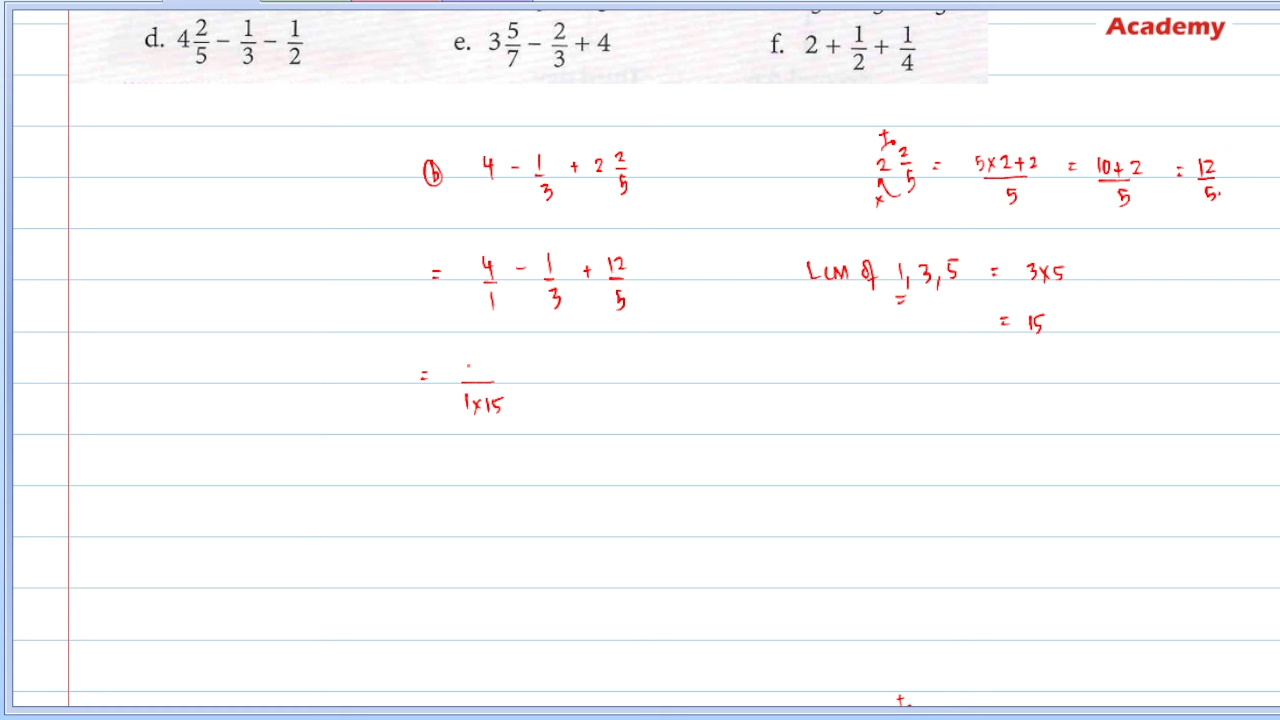 Academy
d. 4 2/5 − 1/3 − 1/2 e. 3 5/7 − 2/3 + 4 f. 2 + 1/2 + 1/4
(b) 4 - 1/3 + 2 2/5
+ 2 2/5 × = 5×2+2/5 = 10+2/5 = 12/5.
= 4/1 - 1/3 + 12/5
LCM of 1, 3, 5 = 3×5
= 15
= /1×15
+